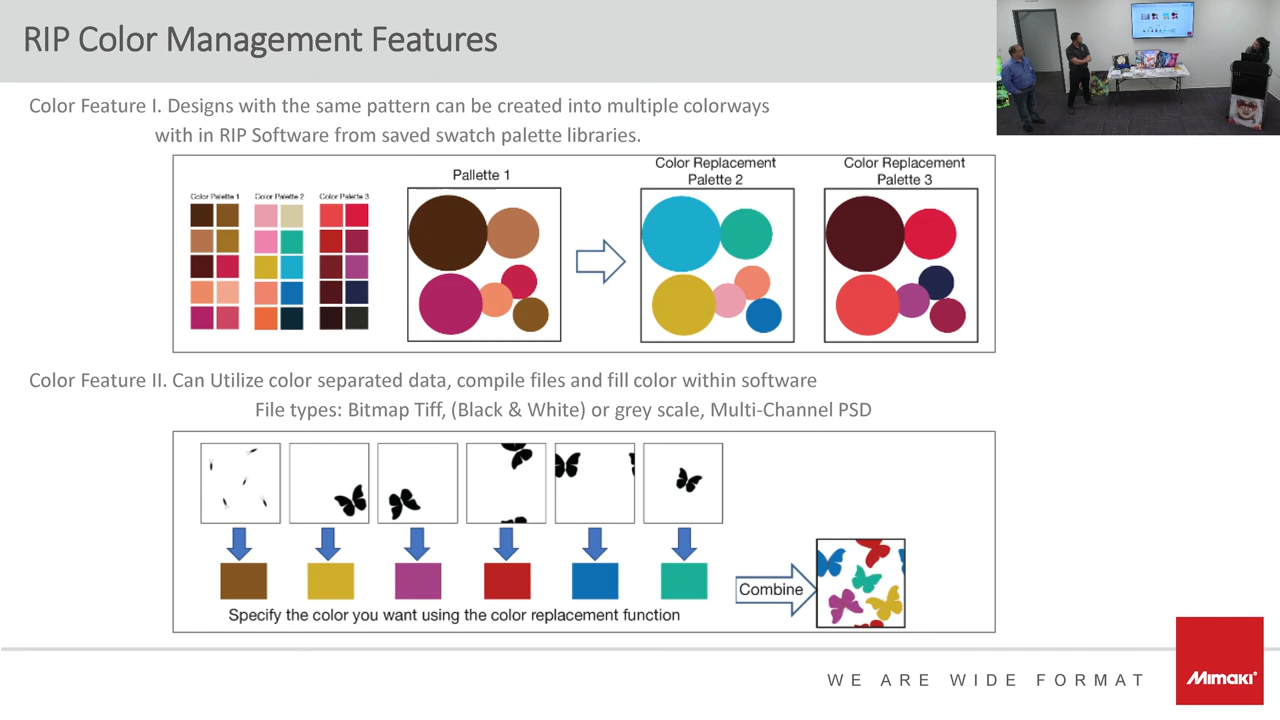 RIP Color Management Features
Color Feature I. Designs with the same pattern can be created into multiple colorways
with in RIP Software from saved swatch palette libraries.
Color Palette 1
Color Palette 2
Color Palette 3
Pallette 1
Color Replacement
Palette 2
Color Replacement
Palette 3
Color Feature II. Can Utilize color separated data, compile files and fill color within software
File types: Bitmap Tiff, (Black & White) or grey scale, Multi-Channel PSD
Combine
Specify the color you want using the color replacement function
WE ARE WIDE FORMAT
Mimaki